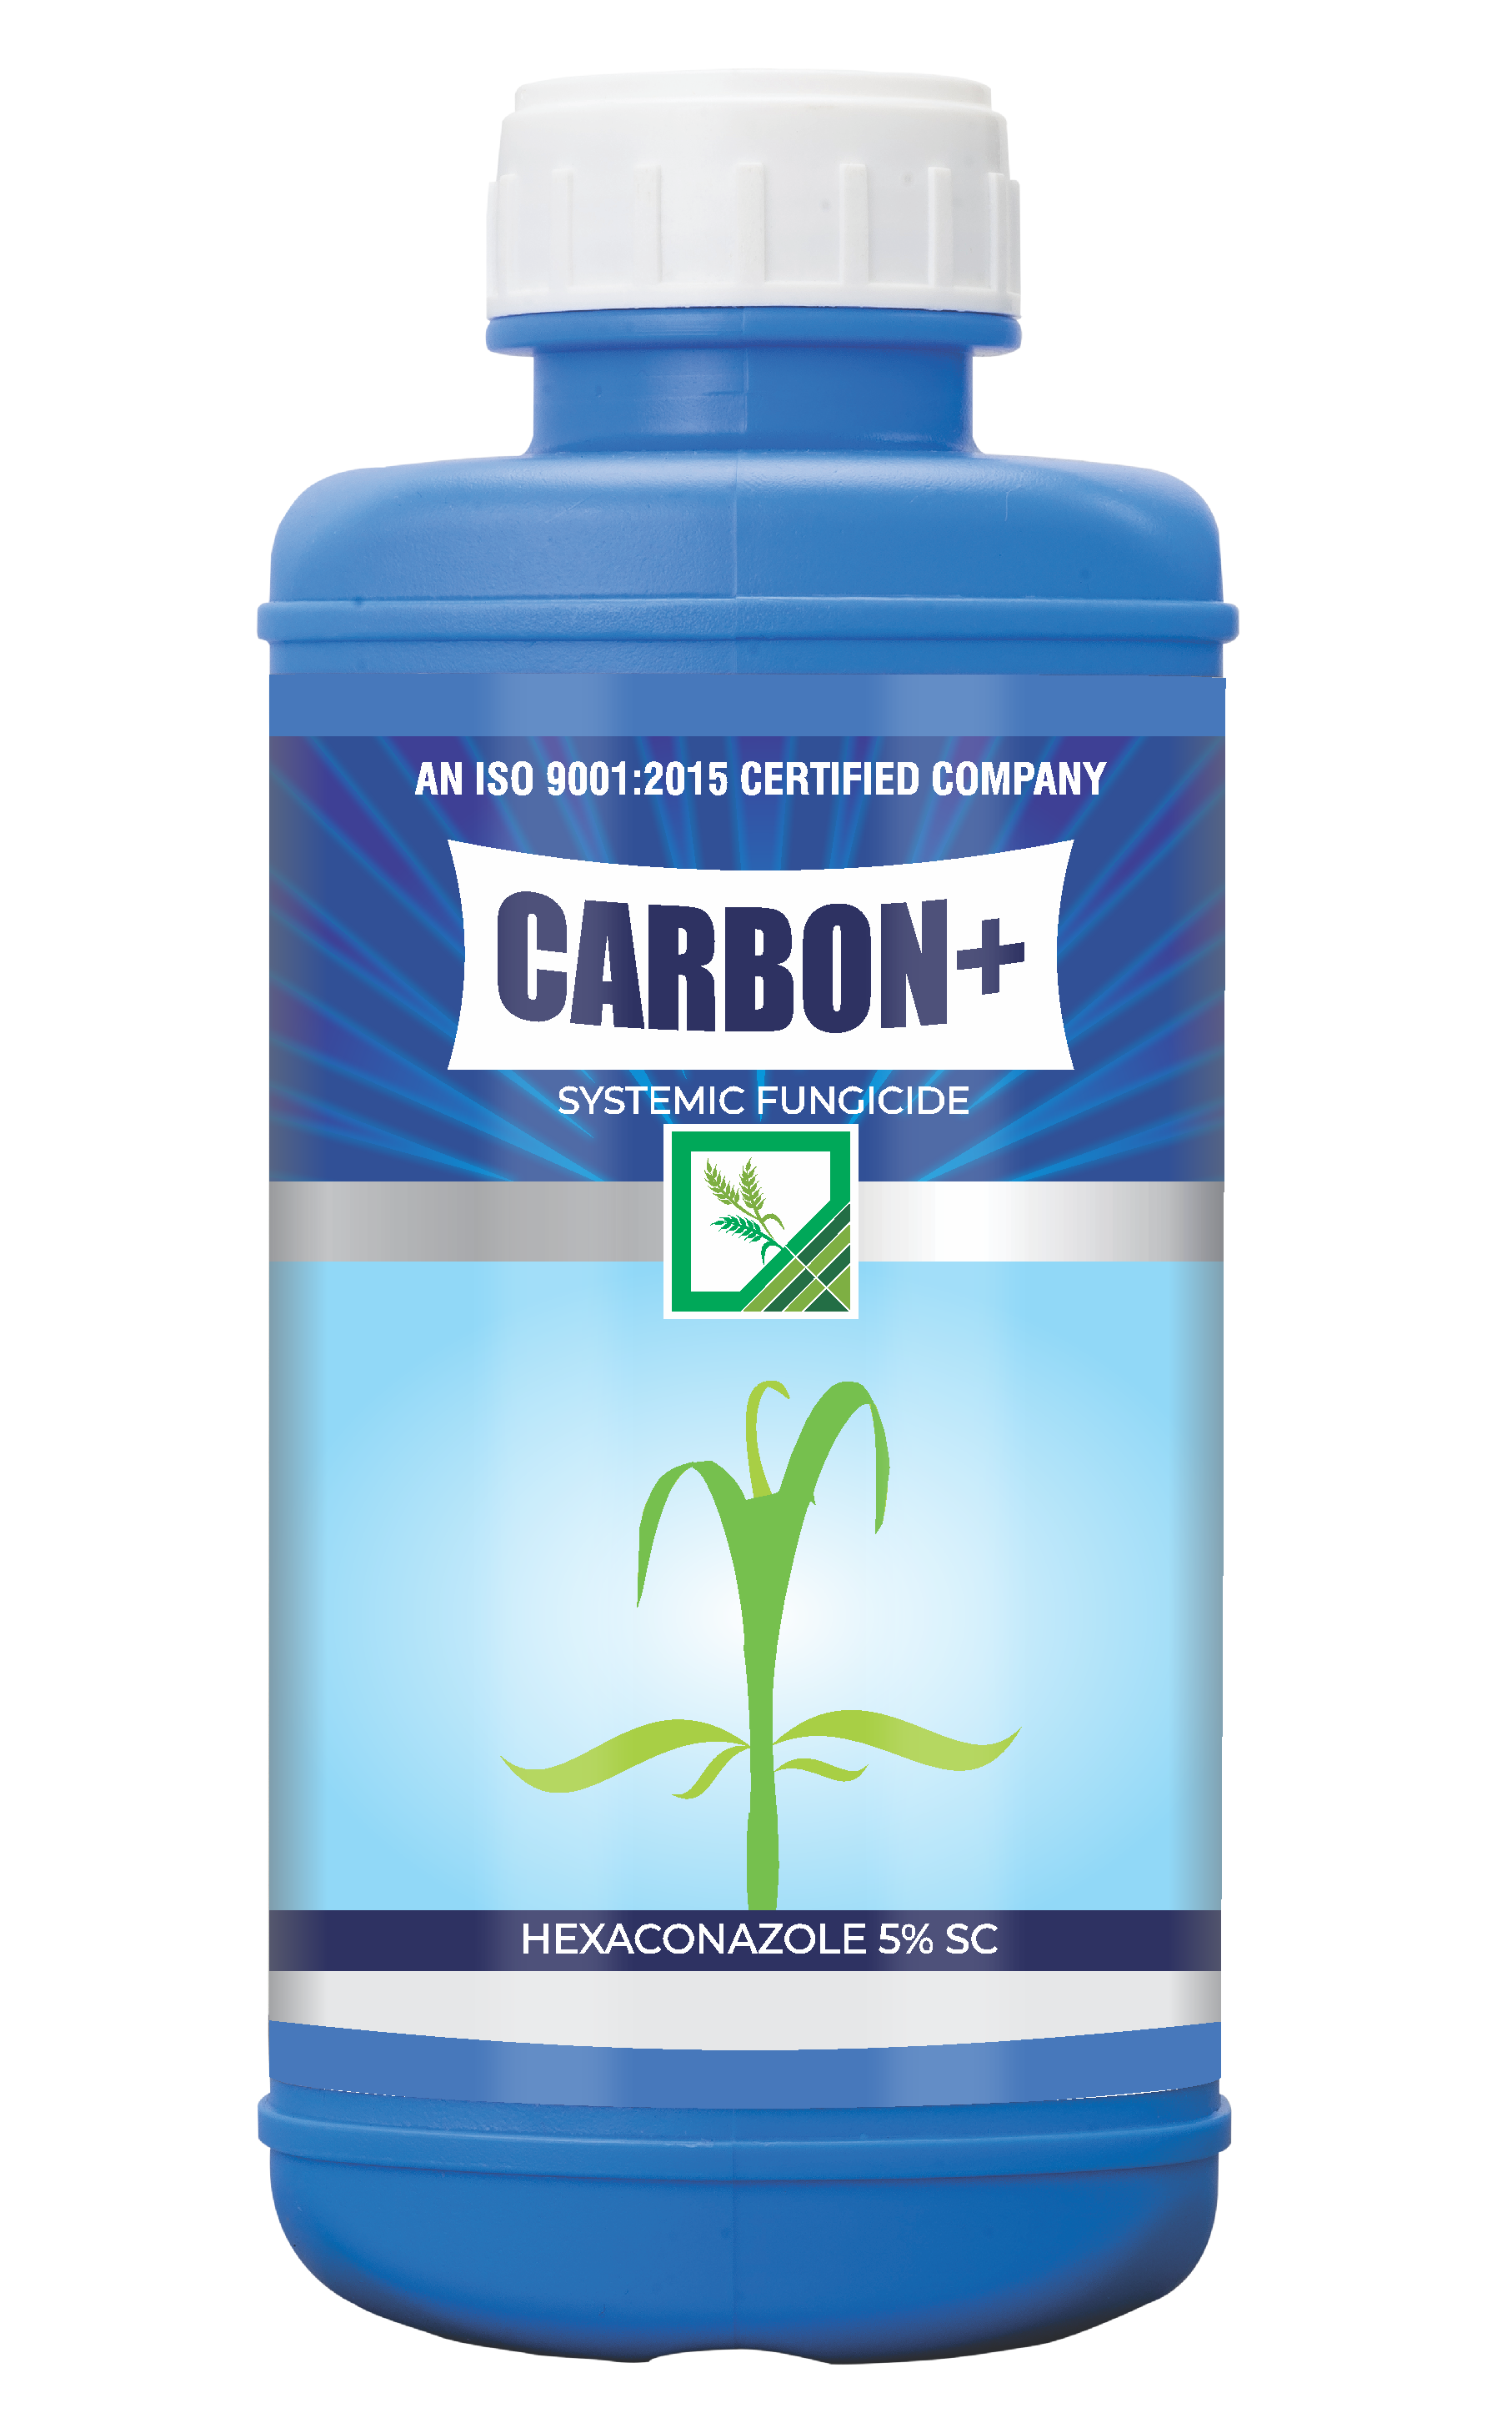 AN ISO 9001:2015 CERTIFIED COMPANY
CARBON+
SYSTEMIC FUNGICIDE
HEXACONAZOLE 5% SC